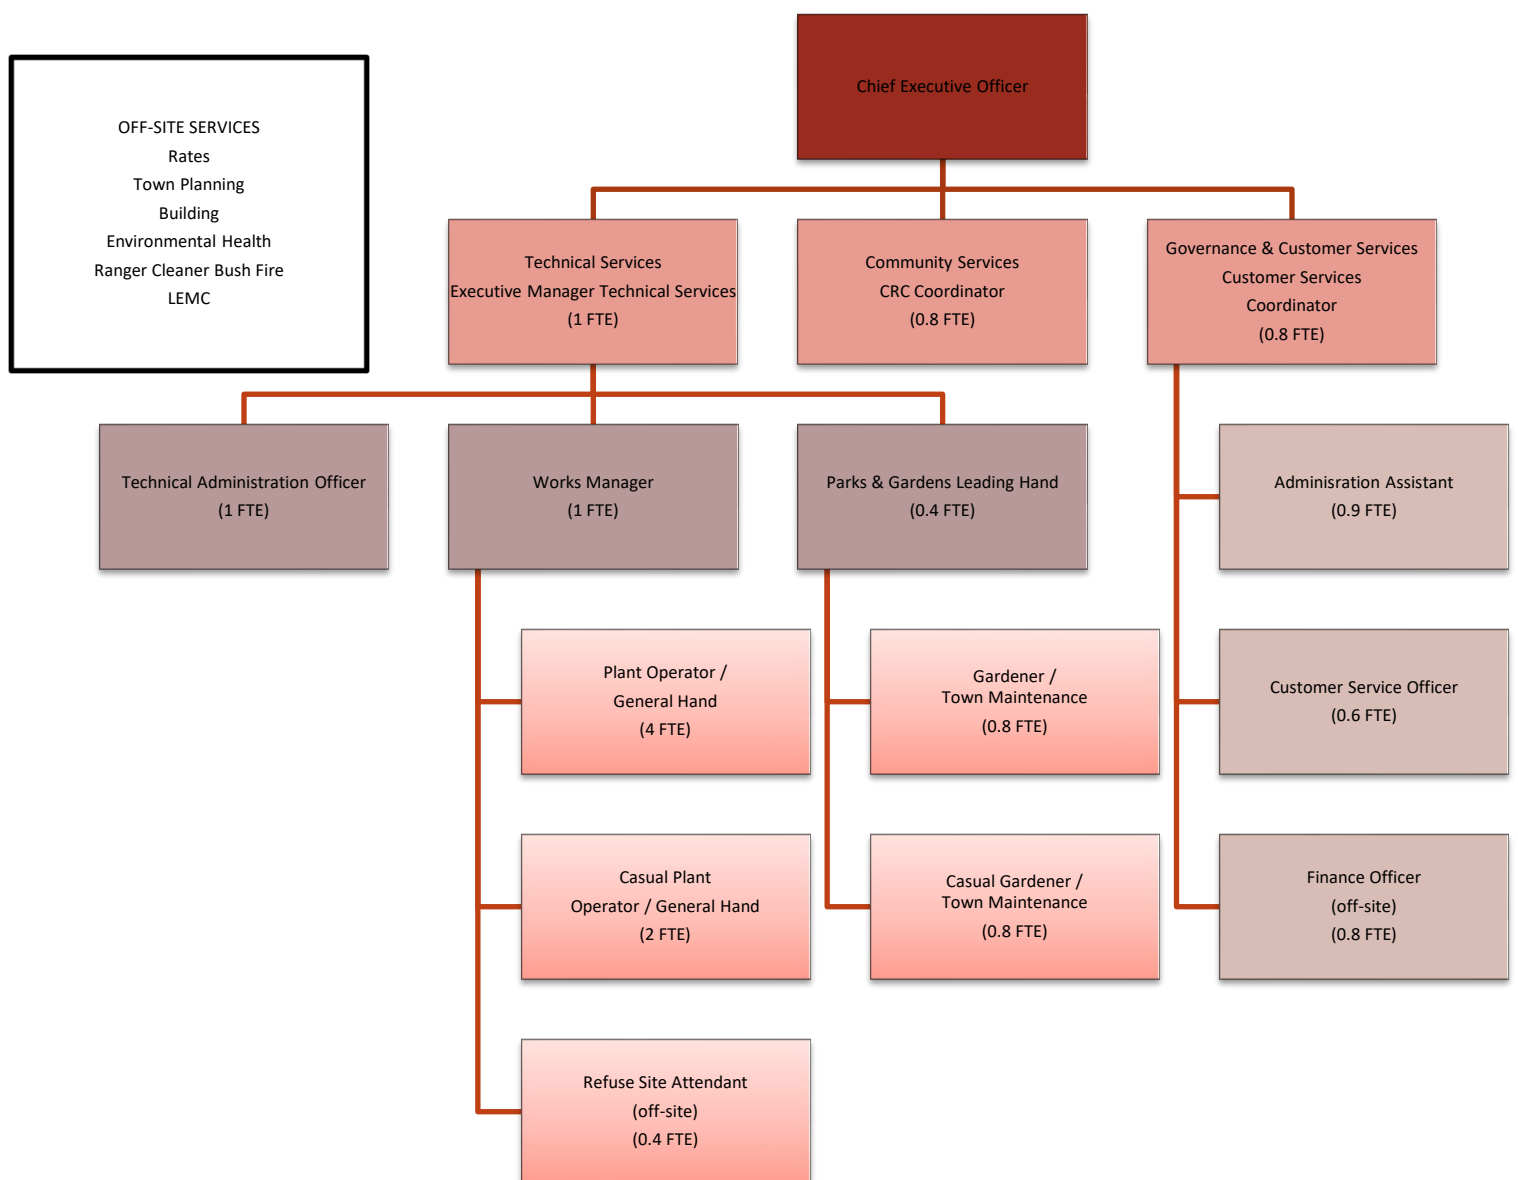 Chief Executive Officer
OFF-SITE SERVICES
Rates
Town Planning
Building
Environmental Health
Ranger Cleaner Bush Fire
LEMC
Technical Services
Executive Manager Technical Services
(1 FTE)
Community Services
CRC Coordinator
(0.8 FTE)
Governance & Customer Services
Customer Services
Coordinator
(0.8 FTE)
Technical Administration Officer
(1 FTE)
Works Manager
(1 FTE)
Parks & Gardens Leading Hand
(0.4 FTE)
Adminisration Assistant
(0.9 FTE)
Plant Operator /
General Hand
(4 FTE)
Gardener /
Town Maintenance
(0.8 FTE)
Customer Service Officer
(0.6 FTE)
Casual Plant
Operator / General Hand
(2 FTE)
Casual Gardener /
Town Maintenance
(0.8 FTE)
Finance Officer
(off-site)
(0.8 FTE)
Refuse Site Attendant
(off-site)
(0.4 FTE)